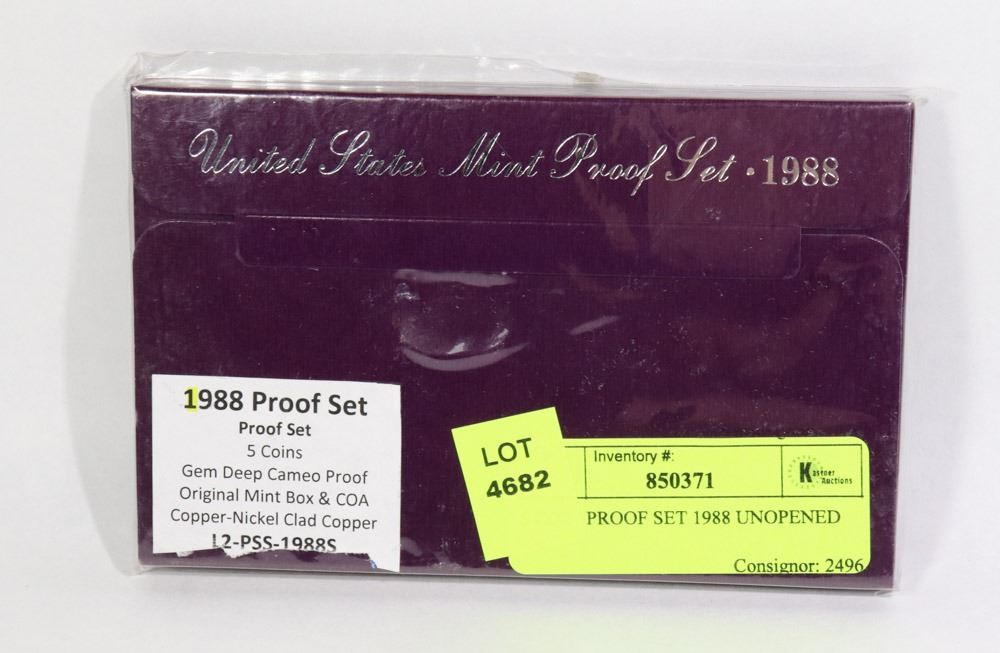 United States Mint Proof Set · 1988
1988 Proof Set
Proof Set
5 Coins
Gem Deep Cameo Proof
Original Mint Box & COA
Copper-Nickel Clad Copper
L2-PSS-1988S
LOT
4682
Inventory #:
850371
Kastner
Auctions
PROOF SET 1988 UNOPENED
Consignor: 2496